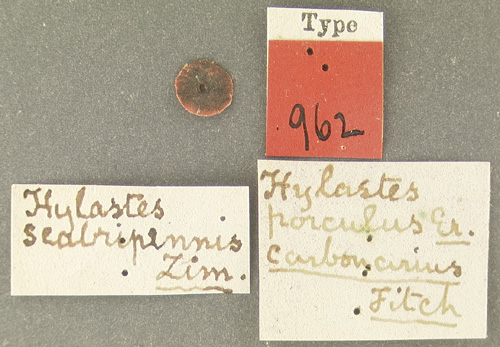 Type
962
Hylastes
scabripennis
Zim.
Hylastes
porculus Er.
carbonarius
Fitch